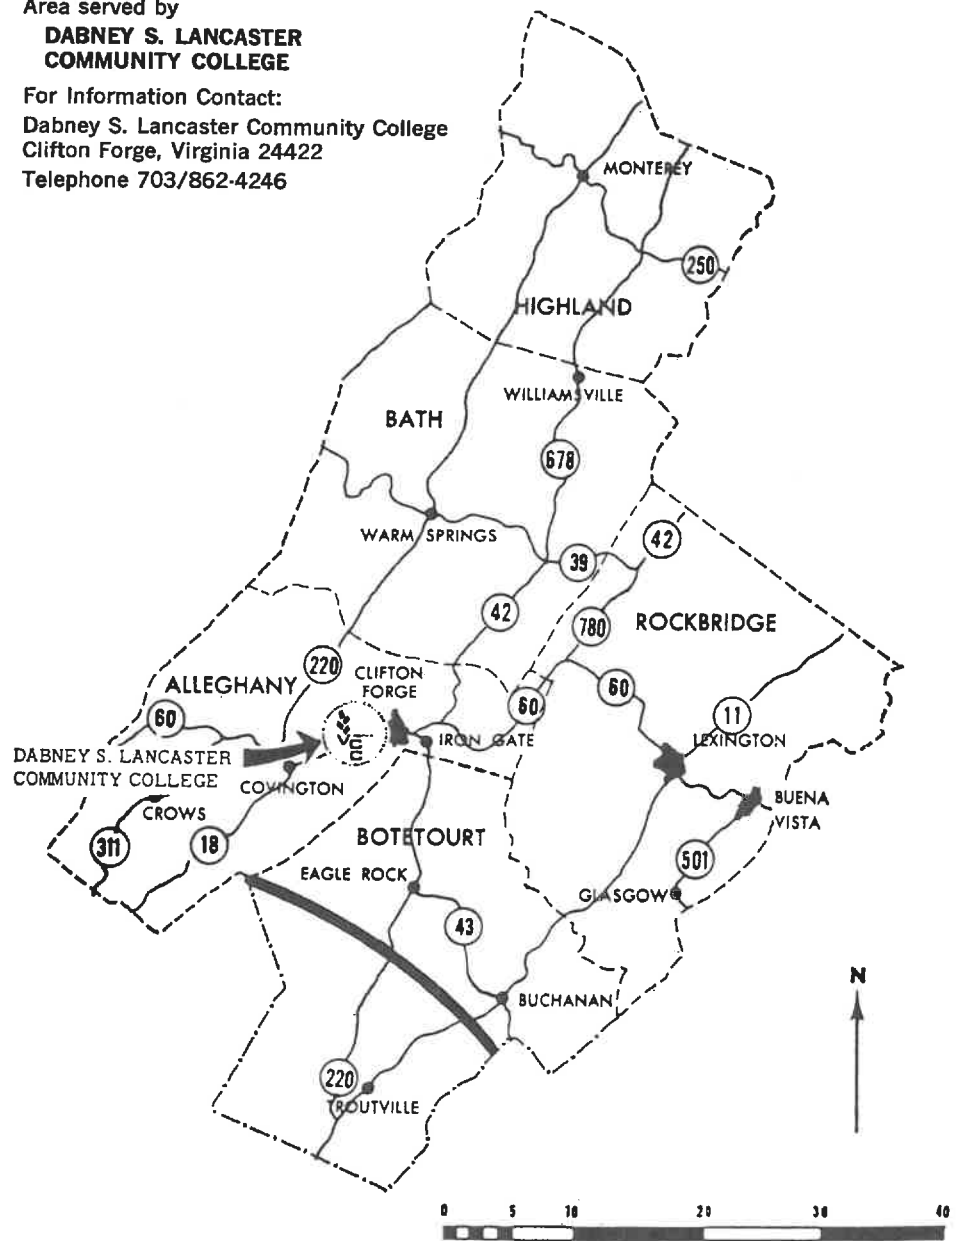 Area served by
DABNEY S. LANCASTER
COMMUNITY COLLEGE
For Information Contact:
Dabney S. Lancaster Community College
Clifton Forge, Virginia 24422
Telephone 703/862-4246
MONTEREY
250
HIGHLAND
WILLIAMSVILLE
BATH
678
WARM SPRINGS
42
39
42
780
ROCKBRIDGE
220
CLIFTON
FORGE
ALLEGHANY
60
60
60
11
LEXINGTON
IRON GATE
DABNEY S. LANCASTER
COMMUNITY COLLEGE
COVINGTON
CROWS
BUENA
VISTA
311
18
BOTETOURT
501
EAGLE ROCK
GLASGOW
43
N
BUCHANAN
220
TROUTVILLE
0 5 10 20 30 40